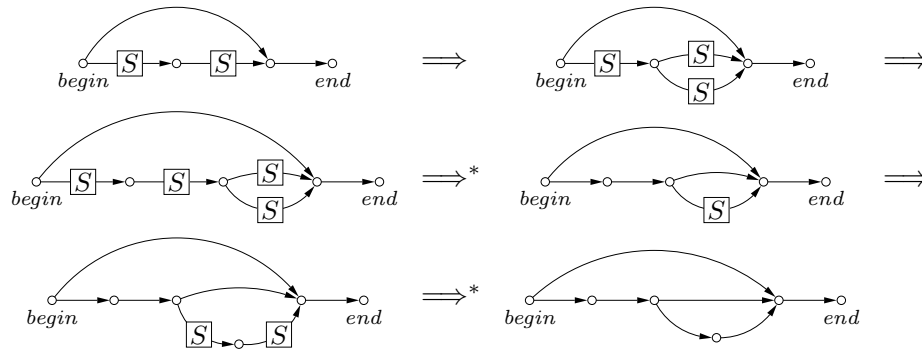 S S ⟹ S S S ⟹
begin end begin end
S S S S ⟹* S ⟹
begin end begin end
S S ⟹*
begin end begin end